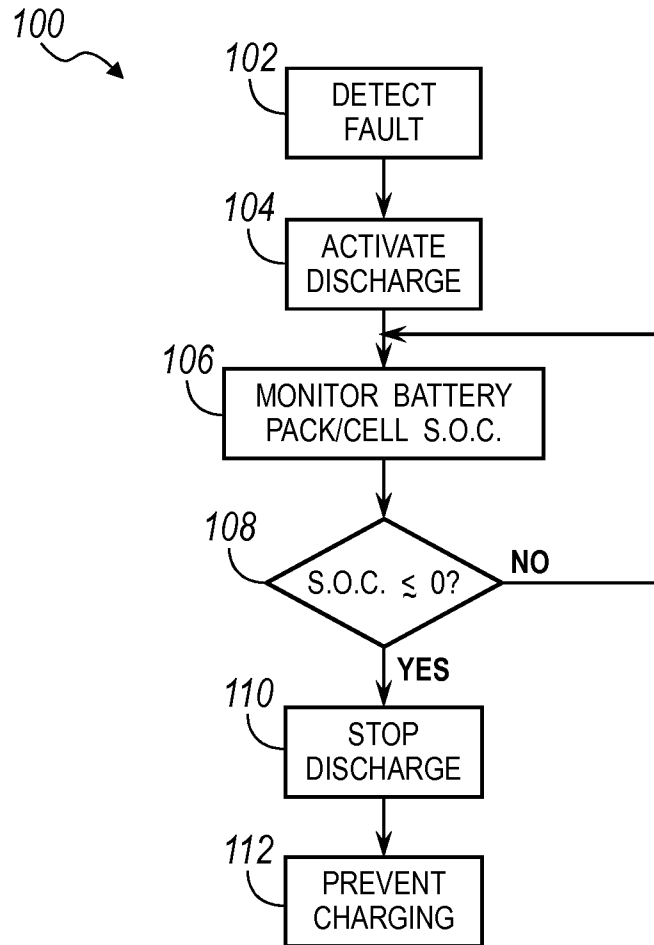 100
102
DETECT
FAULT
104
ACTIVATE
DISCHARGE
106
MONITOR BATTERY
PACK/CELL S.O.C.
108
S.O.C. ≲ 0?
NO
YES
110
STOP
DISCHARGE
112
PREVENT
CHARGING